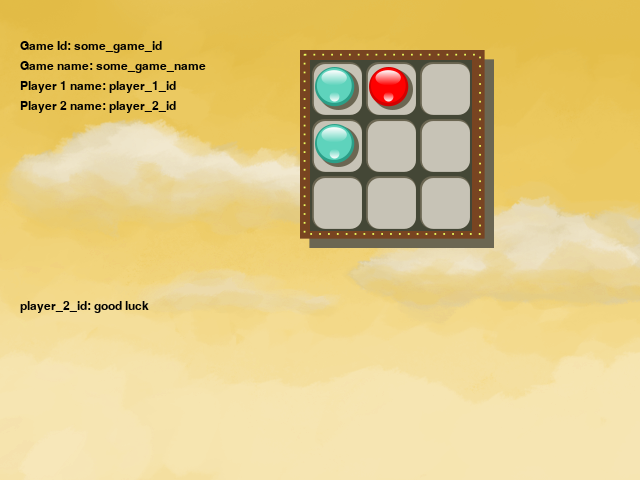 Game Id: some_game_id
Game name: some_game_name
Player 1 name: player_1_id
Player 2 name: player_2_id
player_2_id: good luck